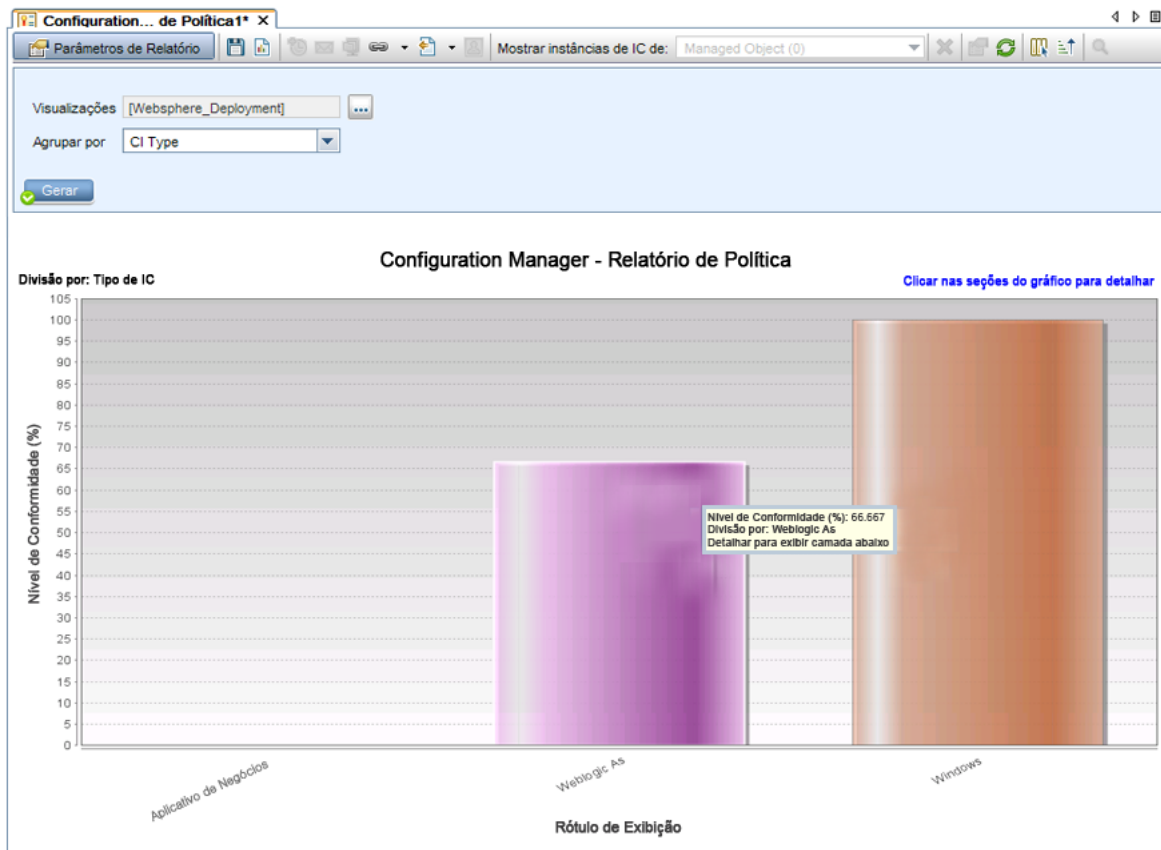 Configuration... de Política1*
Parâmetros de Relatório
Mostrar instâncias de IC de: Managed Object (0)
Visualizações [Websphere_Deployment] ...
Agrupar por CI Type
Gerar
Configuration Manager - Relatório de Política
Divisão por: Tipo de IC
Clicar nas seções do gráfico para detalhar
105
100
95
90
85
80
75
70
65
60
55
50
45
40
35
30
25
20
15
10
5
0
Nível de Conformidade (%)
Nível de Conformidade (%): 66.667
Divisão por: Weblogic As
Detalhar para exibir camada abaixo
Aplicativo de Negócios
Weblogic As
Windows
Rótulo de Exibição